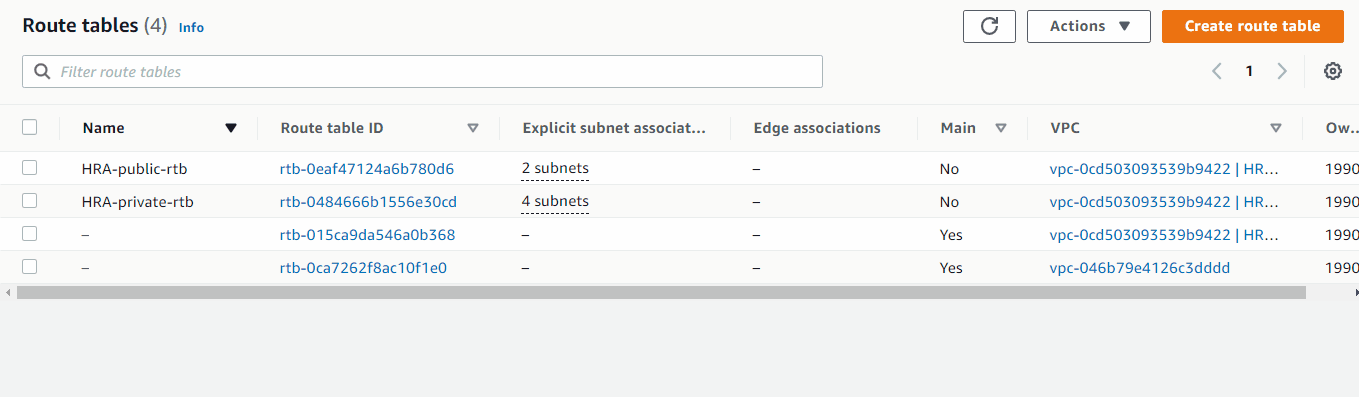 Route tables (4) Info
Actions
Create route table
Filter route tables
1
Name Route table ID Explicit subnet associat... Edge associations Main VPC Ow...
HRA-public-rtb rtb-0eaf47124a6b780d6 2 subnets – No vpc-0cd503093539b9422 | HR... 1990
HRA-private-rtb rtb-0484666b1556e30cd 4 subnets – No vpc-0cd503093539b9422 | HR... 1990
– rtb-015ca9da546a0b368 – – Yes vpc-0cd503093539b9422 | HR... 1990
– rtb-0ca7262f8ac10f1e0 – – Yes vpc-046b79e4126c3dddd 1990